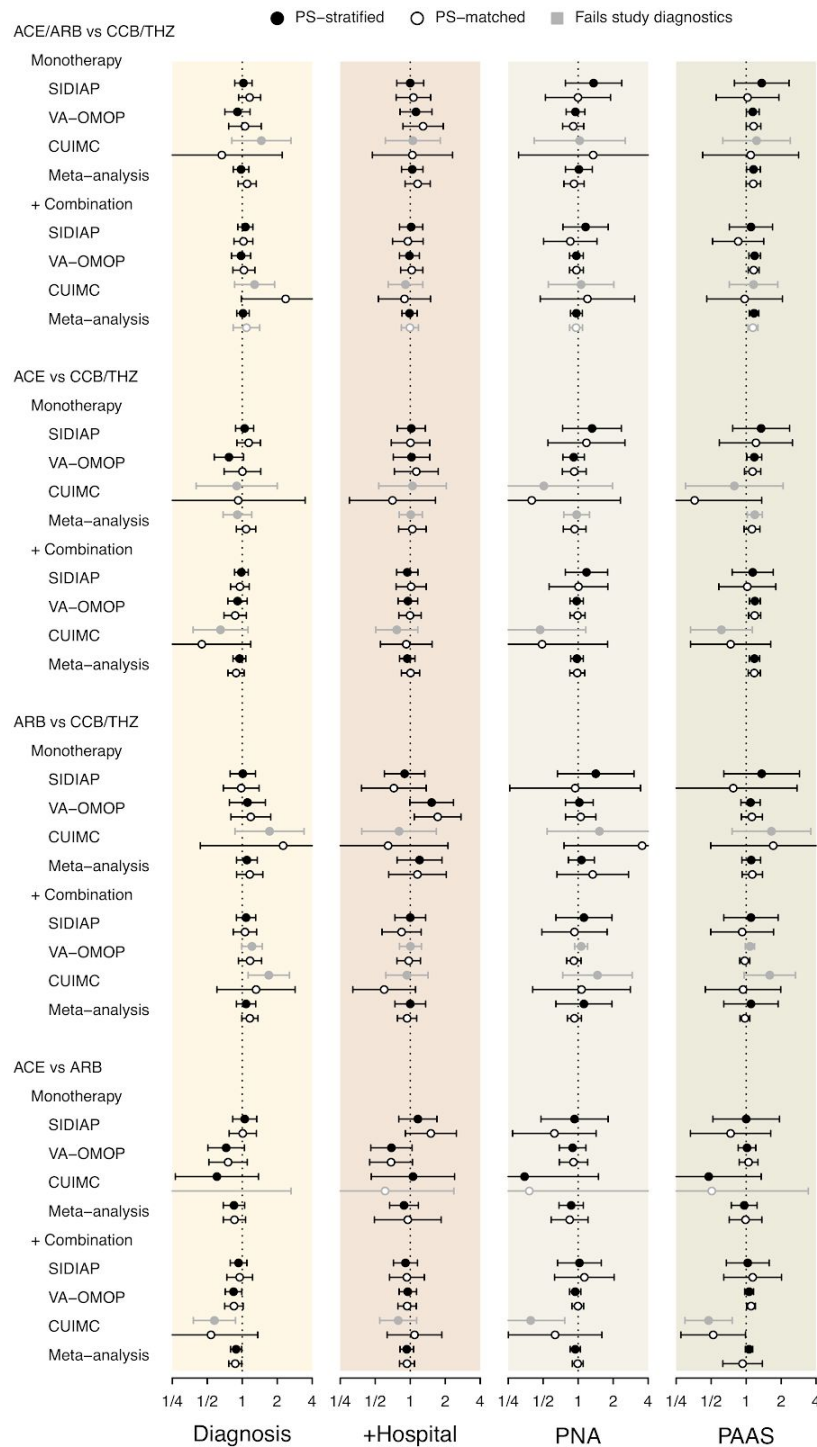 PS−stratified PS−matched Fails study diagnostics
ACE/ARB vs CCB/THZ
Monotherapy
SIDIAP
VA−OMOP
CUIMC
Meta−analysis
+ Combination
SIDIAP
VA−OMOP
CUIMC
Meta−analysis
ACE vs CCB/THZ
Monotherapy
SIDIAP
VA−OMOP
CUIMC
Meta−analysis
+ Combination
SIDIAP
VA−OMOP
CUIMC
Meta−analysis
ARB vs CCB/THZ
Monotherapy
SIDIAP
VA−OMOP
CUIMC
Meta−analysis
+ Combination
SIDIAP
VA−OMOP
CUIMC
Meta−analysis
ACE vs ARB
Monotherapy
SIDIAP
VA−OMOP
CUIMC
Meta−analysis
+ Combination
SIDIAP
VA−OMOP
CUIMC
Meta−analysis
1/4 1/2 1 2 4 1/4 1/2 1 2 4 1/4 1/2 1 2 4 1/4 1/2 1 2 4
Diagnosis +Hospital PNA PAAS